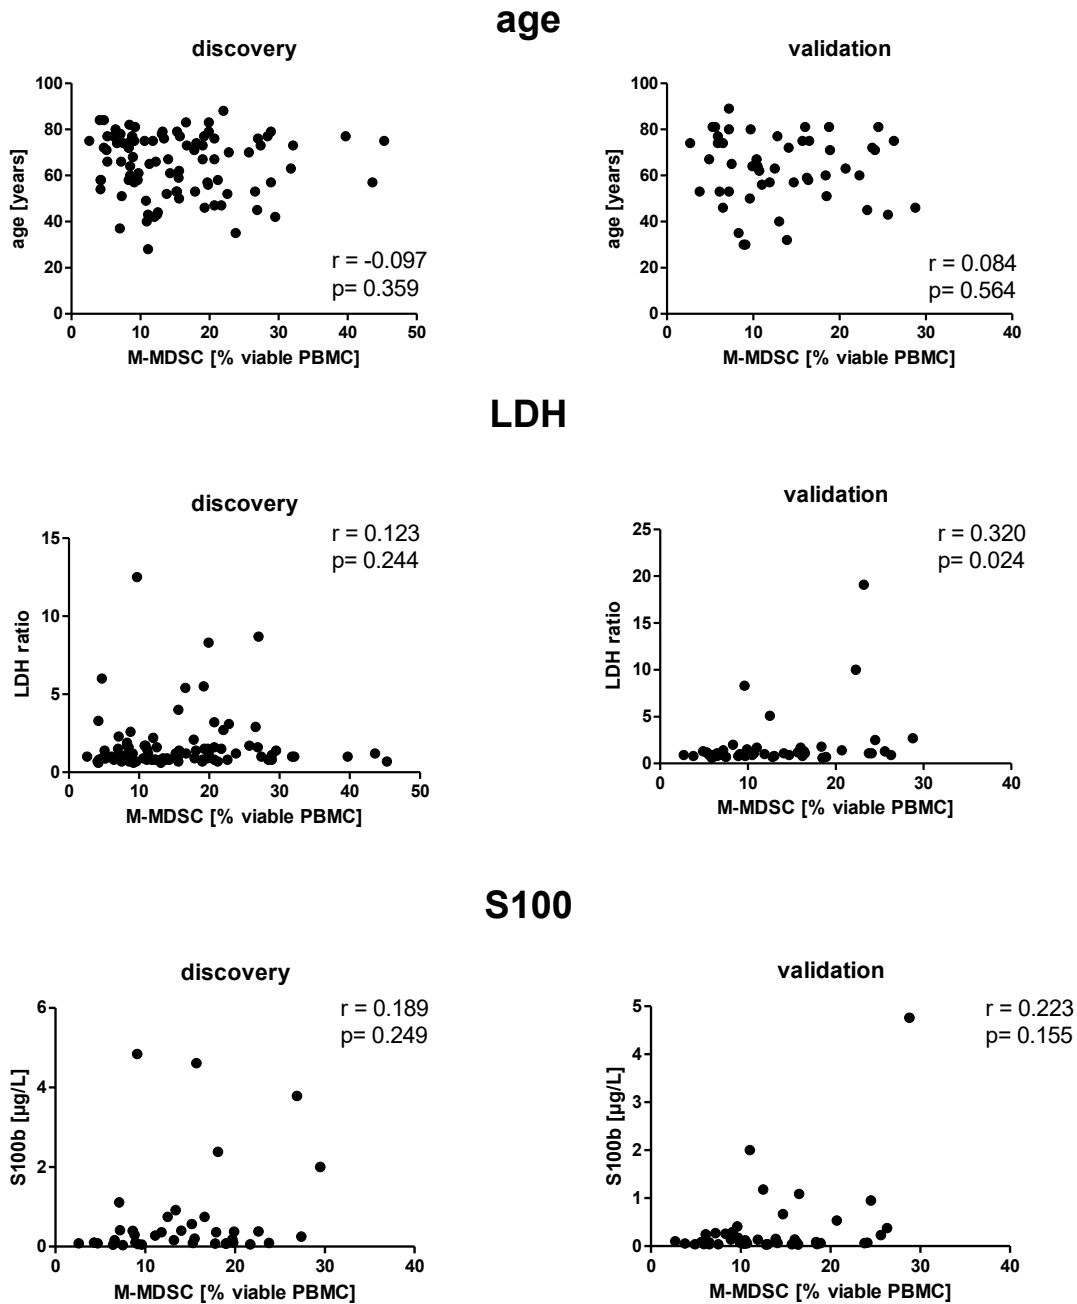 age
discovery
age [years]
100
80
60
40
20
0
r = -0.097
p= 0.359
0 10 20 30 40 50
M-MDSC [% viable PBMC]
validation
age [years]
100
80
60
40
20
0
r = 0.084
p= 0.564
0 10 20 30 40
M-MDSC [% viable PBMC]
LDH
discovery
r = 0.123
p= 0.244
LDH ratio
15
10
5
0
0 10 20 30 40 50
M-MDSC [% viable PBMC]
validation
r = 0.320
p= 0.024
LDH ratio
25
20
15
10
5
0
0 10 20 30 40
M-MDSC [% viable PBMC]
S100
discovery
r = 0.189
p= 0.249
S100b [µg/L]
6
4
2
0
0 10 20 30 40
M-MDSC [% viable PBMC]
validation
r = 0.223
p= 0.155
S100b [µg/L]
5
4
3
2
1
0
0 10 20 30 40
M-MDSC [% viable PBMC]